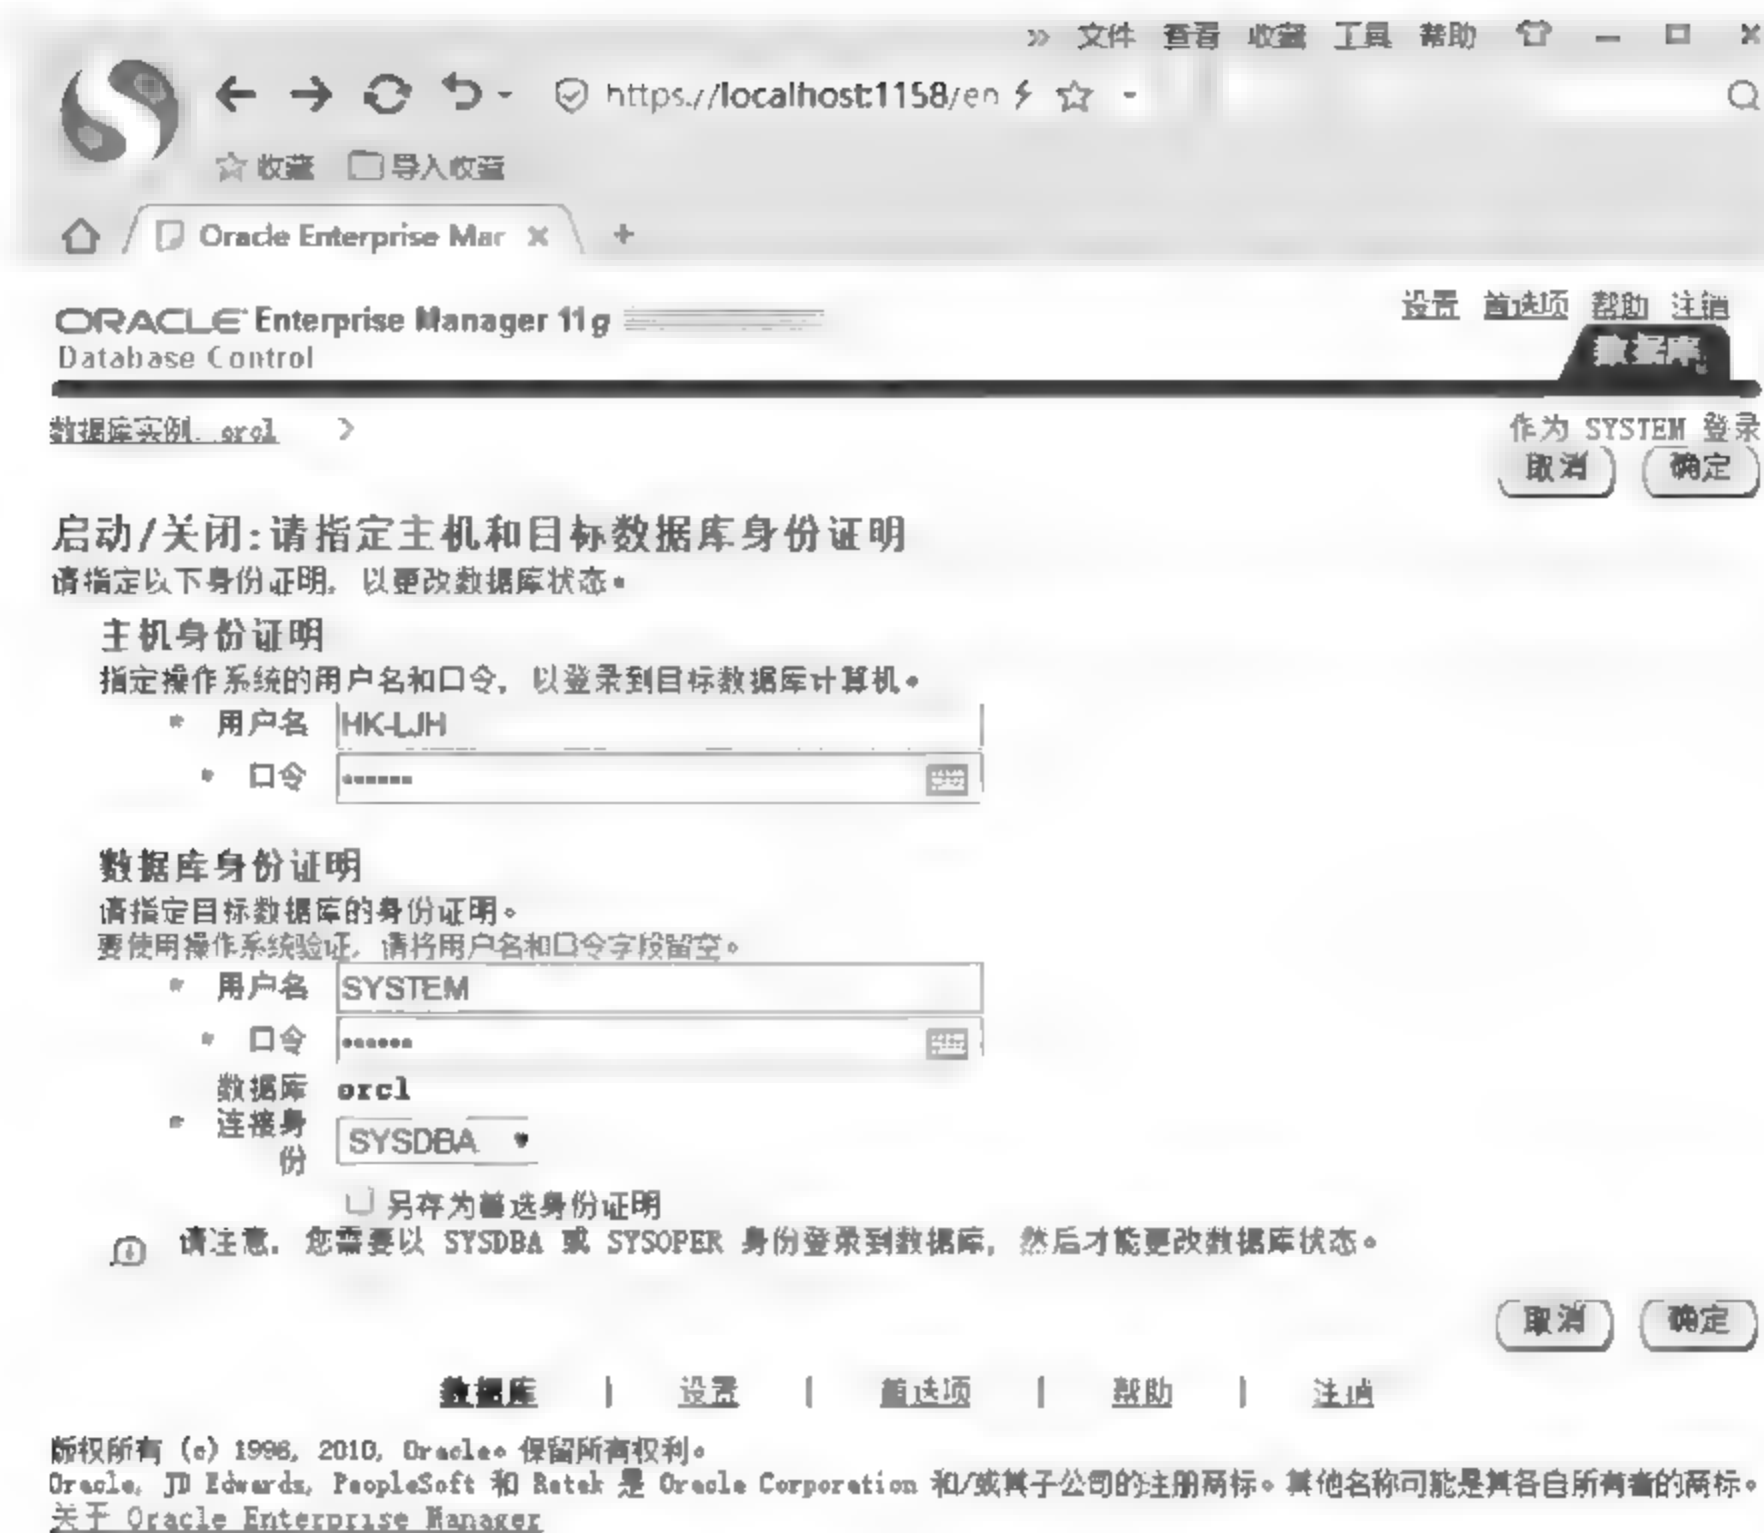 » 文件 查看 收藏 工具 帮助
https://localhost:1158/en
收藏 导入收藏
Oracle Enterprise Mar
ORACLE Enterprise Manager 11g
Database Control
设置 首选项 帮助 注销
数据库
数据库实例: orcl >
作为 SYSTEM 登录
取消 确定
启动/关闭:请指定主机和目标数据库身份证明
请指定以下身份证明, 以更改数据库状态。
主机身份证明
指定操作系统的用户名和口令, 以登录到目标数据库计算机。
* 用户名 HK-LJH
* 口令 ••••••
数据库身份证明
请指定目标数据库的身份证明。
要使用操作系统验证, 请将用户名和口令字段留空。
* 用户名 SYSTEM
* 口令 ••••••
数据库 orcl
* 连接身
份 SYSDBA
另存为首选身份证明
请注意, 您需要以 SYSDBA 或 SYSOPER 身份登录到数据库, 然后才能更改数据库状态。
取消 确定
数据库 | 设置 | 首选项 | 帮助 | 注销
版权所有 (c) 1996, 2010, Oracle。保留所有权利。
Oracle, JD Edwards, PeopleSoft 和 Retek 是 Oracle Corporation 和/或其子公司的注册商标。其他名称可能是其各自所有者的商标。
关于 Oracle Enterprise Manager